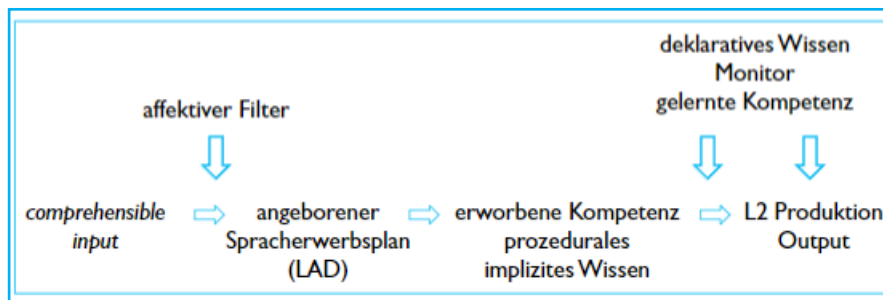 deklaratives Wissen
Monitor
gelernte Kompetenz
affektiver Filter
comprehensible
input
angeborener
Spracherwerbsplan
(LAD)
erworbene Kompetenz
prozedurales
implizites Wissen
L2 Produktion
Output